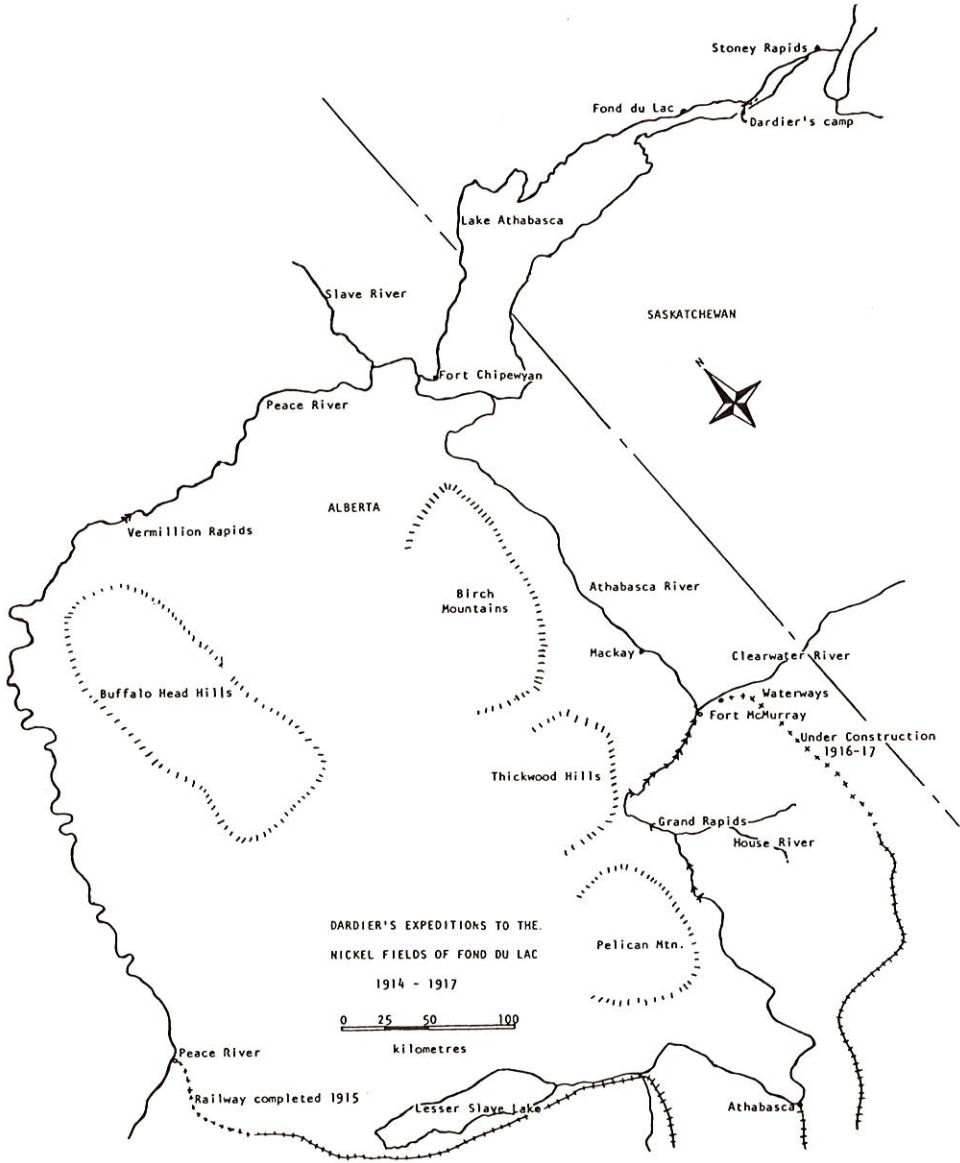 Stoney Rapids
Fond du Lac
Dardier's camp
Lake Athabasca
Slave River
SASKATCHEWAN
N
Fort Chipewyan
Peace River
ALBERTA
Vermillion Rapids
Athabasca River
Birch
Mountains
Mackay
Clearwater River
Buffalo Head Hills
Waterways
Fort McMurray
Under Construction
1916-17
Thickwood Hills
Grand Rapids
House River
DARDIER'S EXPEDITIONS TO THE.
NICKEL FIELDS OF FOND DU LAC
1914 - 1917
Pelican Mtn.
0 25 50 100
kilometres
Peace River
Railway completed 1915
Lesser Slave Lake
Athabasca